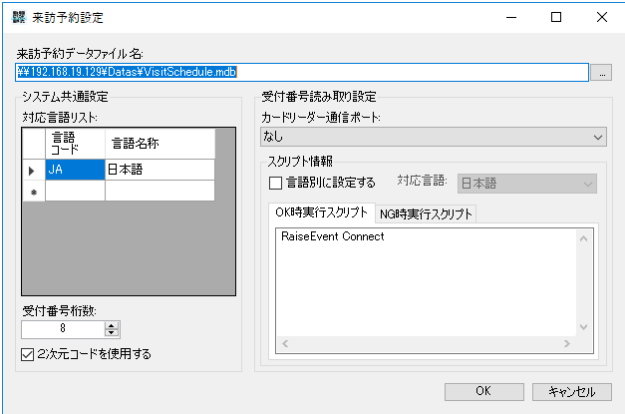 来訪予約設定
来訪予約データファイル名:
¥¥192.168.19.129¥Datas¥VisitSchedule.mdb
...
システム共通設定
対応言語リスト:
言語
コード
言語名称
JA
日本語
受付番号桁数:
8
2次元コードを使用する
受付番号読み取り設定
カードリーダー通信ポート:
なし
スクリプト情報
言語別に設定する
対応言語:
日本語
OK時実行スクリプト
NG時実行スクリプト
RaiseEvent Connect
OK
キャンセル